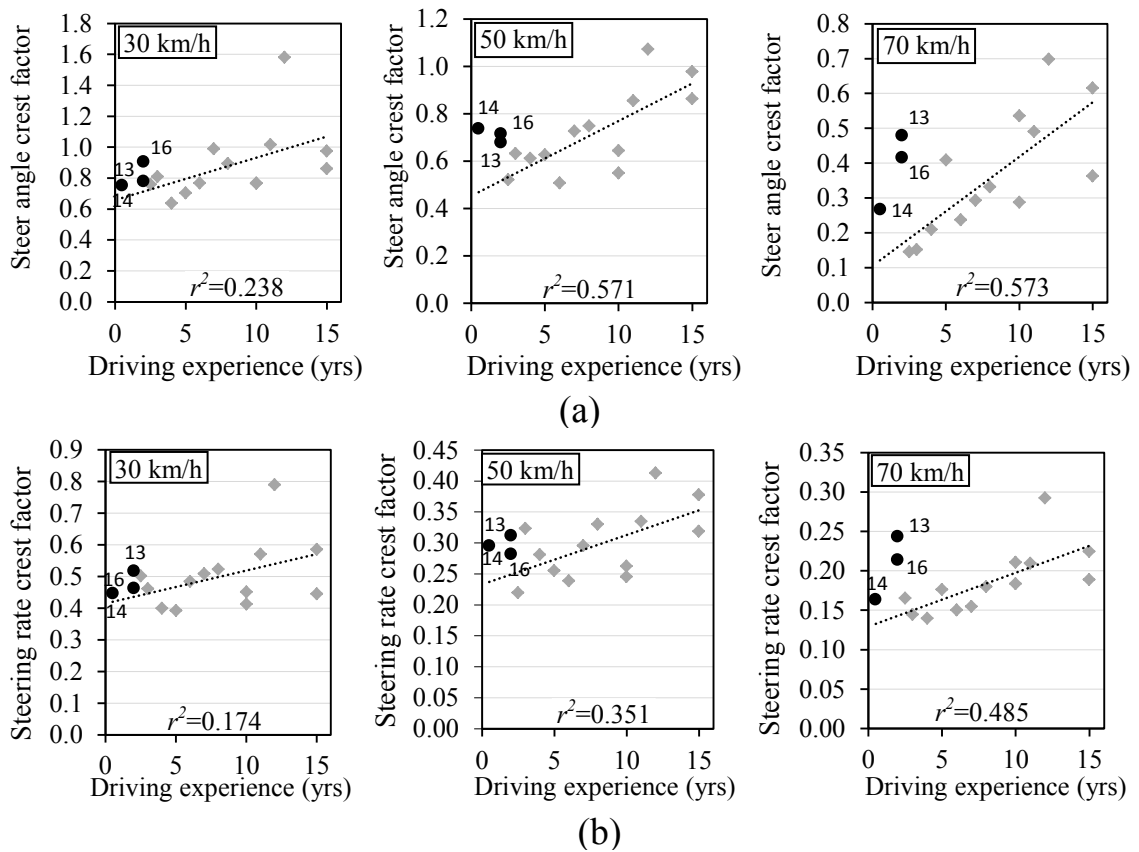 Steer angle crest factor
30 km/h
1.8
1.6
1.4
1.2
1.0
0.8
0.6
0.4
0.2
0.0
16
13
14
r²=0.238
0 5 10 15
Driving experience (yrs)
Steer angle crest factor
50 km/h
1.2
1.0
0.8
0.6
0.4
0.2
0.0
14
16
13
r²=0.571
0 5 10 15
Driving experience (yrs)
Steer angle crest factor
70 km/h
0.8
0.7
0.6
0.5
0.4
0.3
0.2
0.1
0.0
13
16
14
r²=0.573
0 5 10 15
Driving experience (yrs)
(a)
Steering rate crest factor
30 km/h
0.9
0.8
0.7
0.6
0.5
0.4
0.3
0.2
0.1
0.0
13
16
14
r²=0.174
0 5 10 15
Driving experience (yrs)
Steering rate crest factor
50 km/h
0.45
0.40
0.35
0.30
0.25
0.20
0.15
0.10
0.05
0.00
13
14
16
r²=0.351
0 5 10 15
Driving experience (yrs)
Steering rate crest factor
70 km/h
0.35
0.30
0.25
0.20
0.15
0.10
0.05
0.00
13
16
14
r²=0.485
0 5 10 15
Driving experience (yrs)
(b)